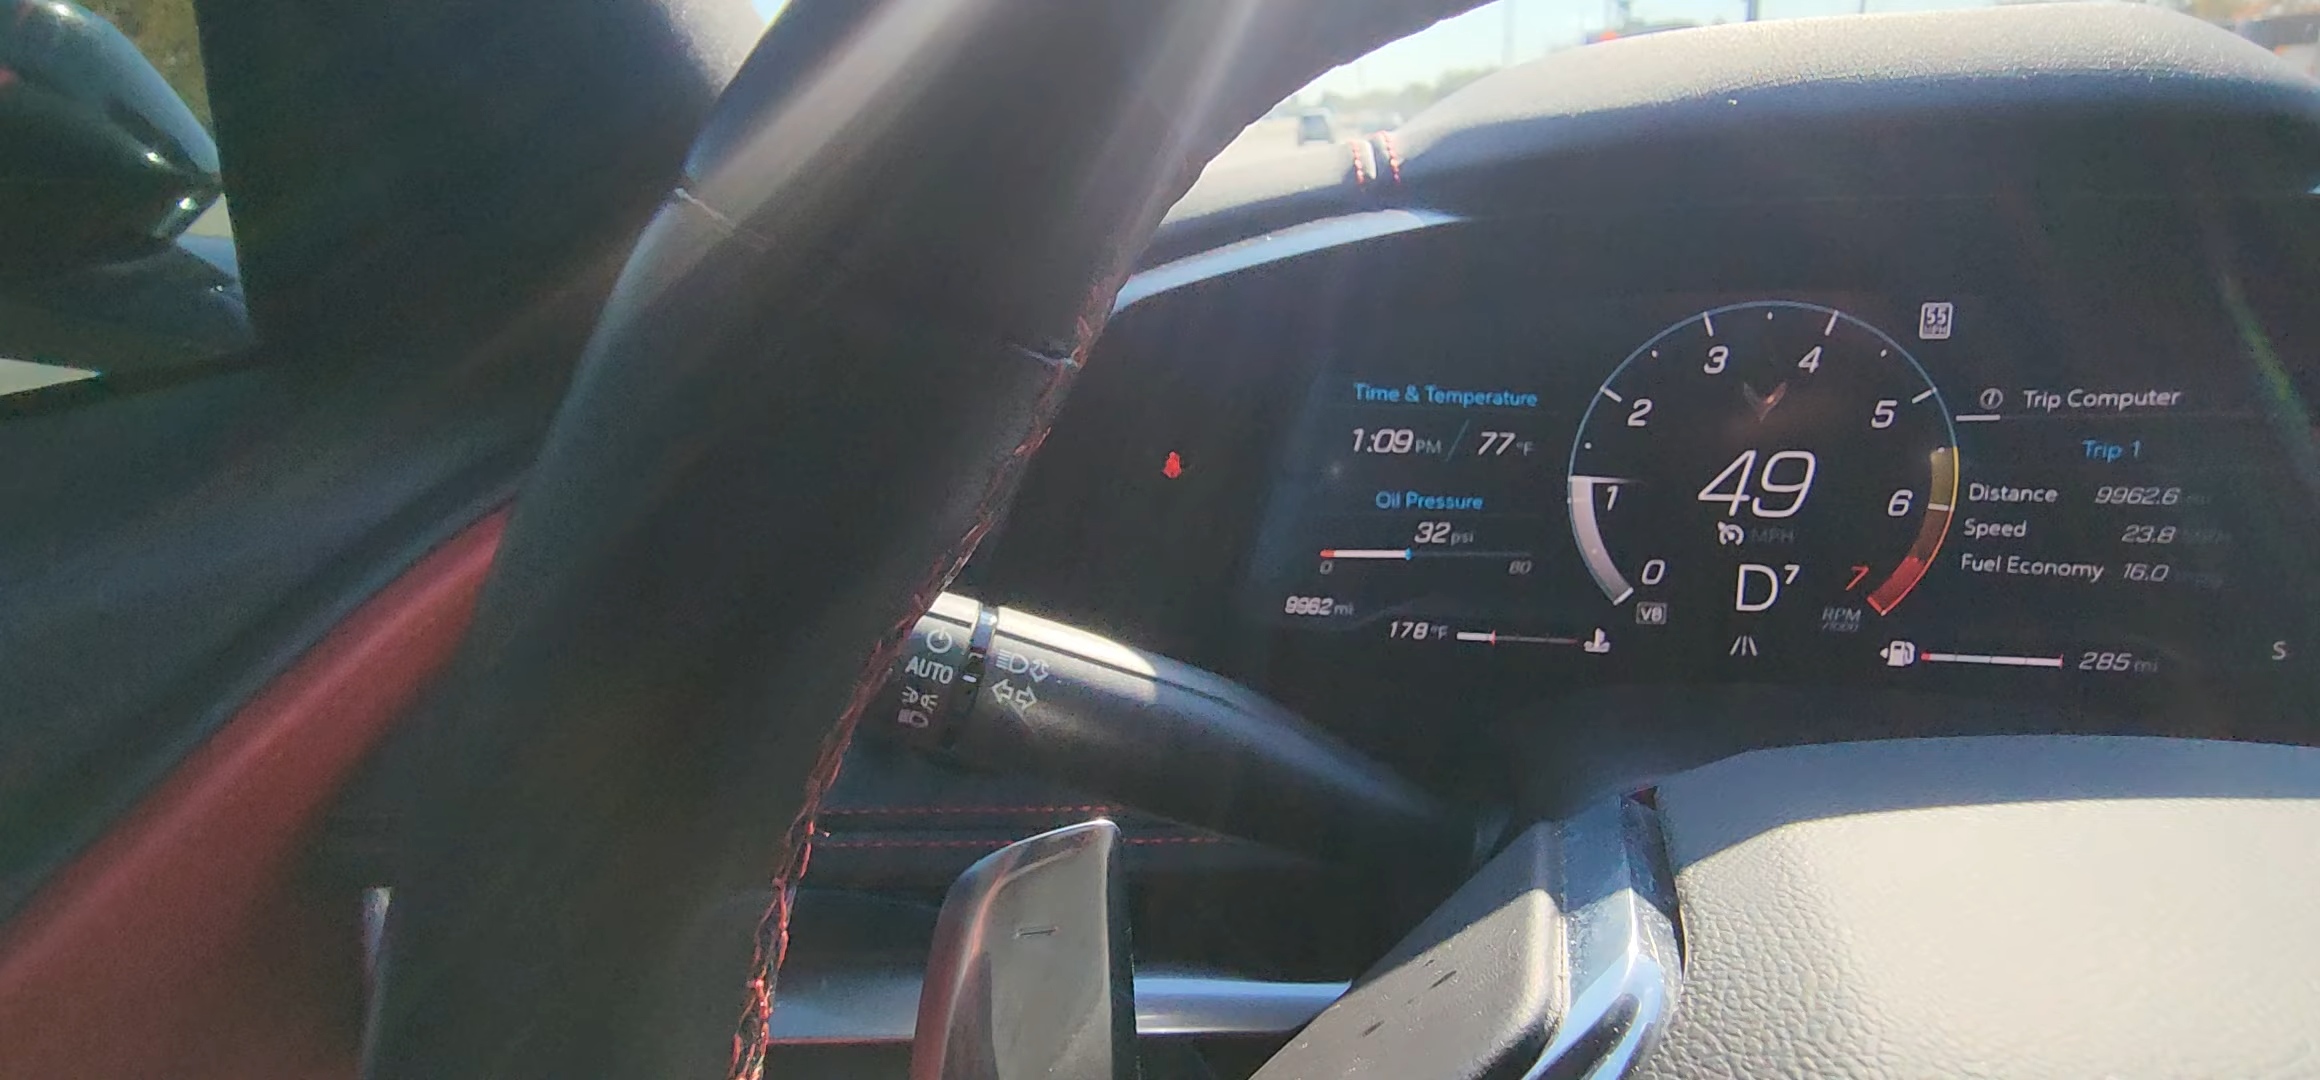 55
MPH
3 4
2 5
1 6
0 7
Time & Temperature
1:09 PM / 77°F
Oil Pressure
32 psi
0 80
9962 mi
178°F
49
MPH
D7
V8
RPM
Trip Computer
Trip 1
Distance 9962.6
Speed 23.8
Fuel Economy 16.0
285 mi
S
AUTO